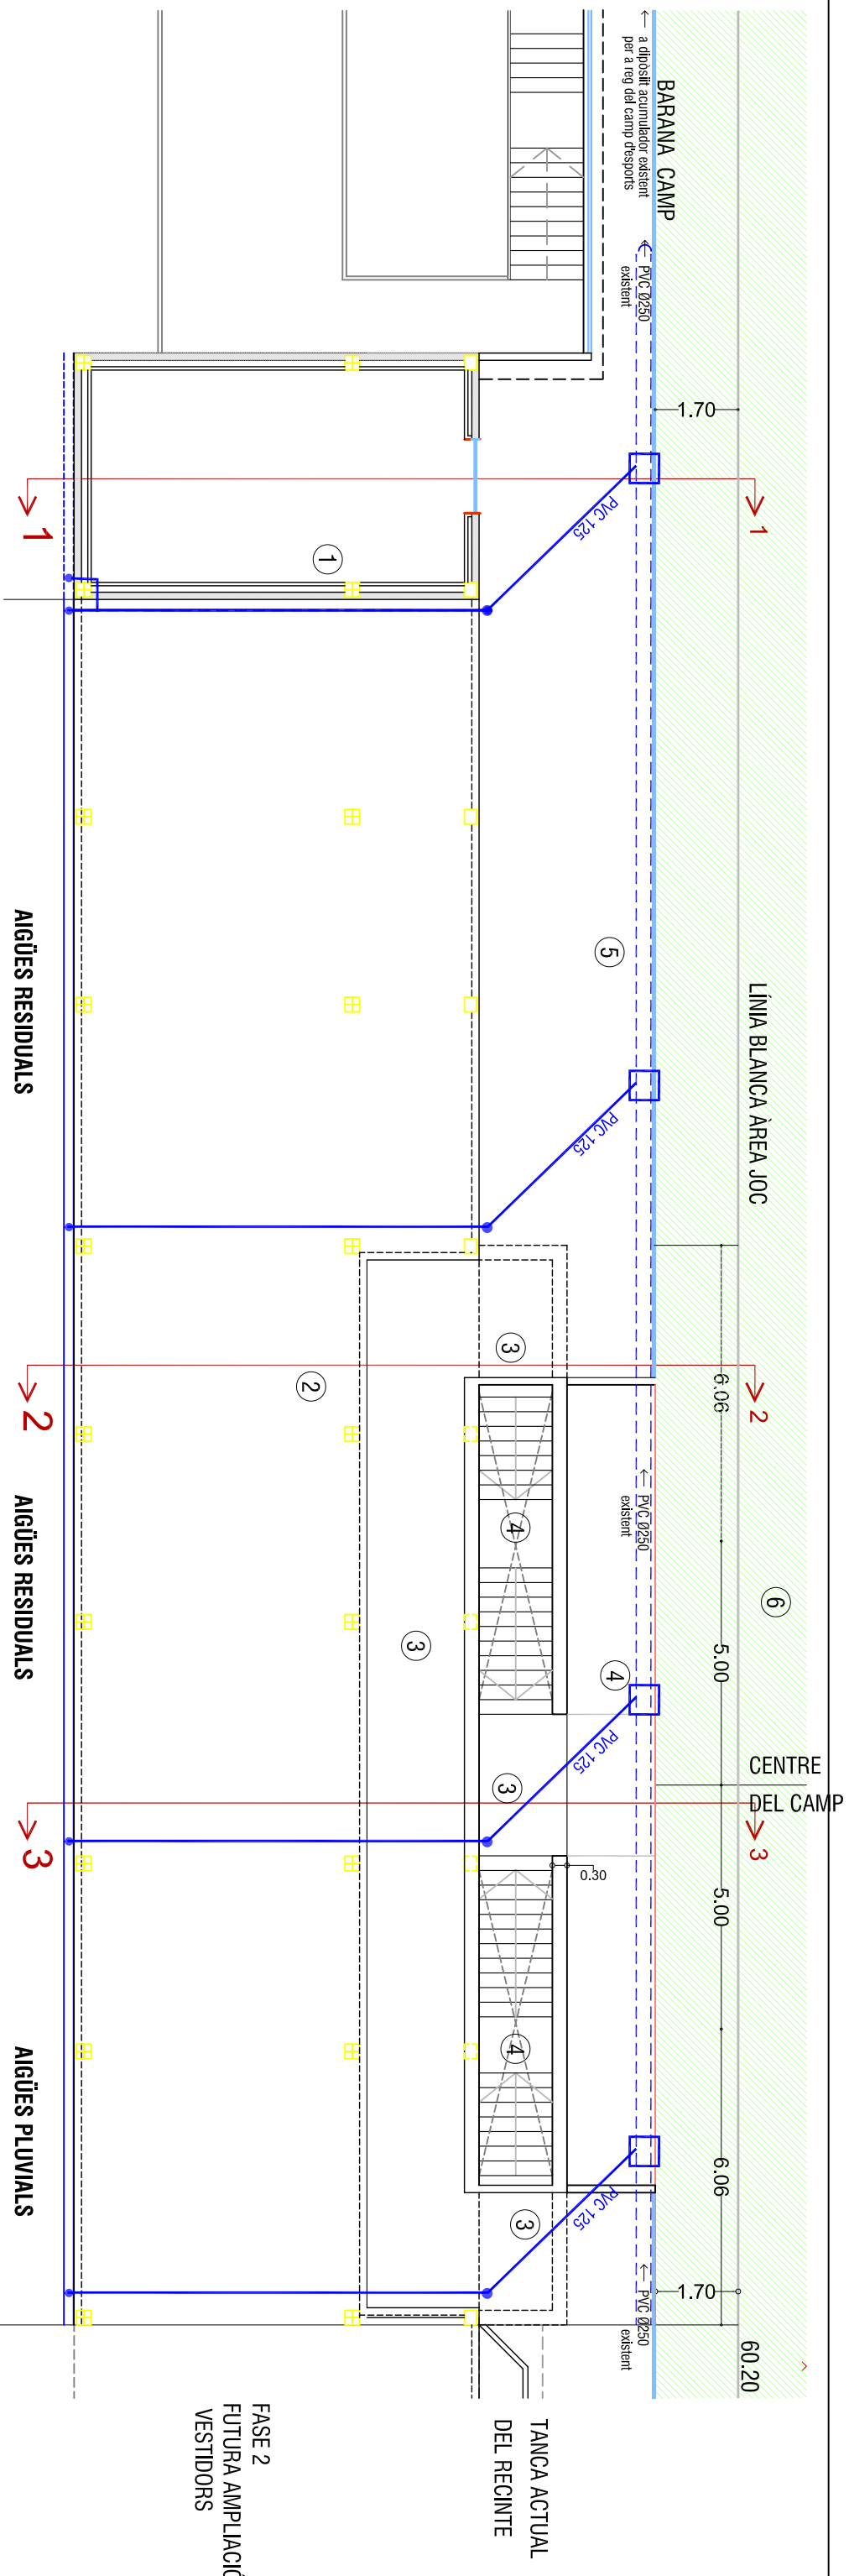 ← a dipòsiit acumulador existent
per a reg del camp d'esports
BARANA CAMP
← PVC Ø250
existent
1.70
1
1
PVC 125
1
5
LÍNIA BLANCA ÀREA JOC
AIGÜES RESIDUALS
PVC 125
3
2
2
2
6.06
← PVC Ø250
existent
4
6
AIGÜES RESIDUALS
3
4
5.00
PVC 125
CENTRE
DEL CAMP
3
3
3
0.30
5.00
4
AIGÜES PLUVIALS
6.06
PVC 125
3
← PVC Ø250
existent
1.70
60.20
TANCA ACTUAL
DEL RECINTE
FASE 2
FUTURA AMPLIACIÓ
VESTIDORS